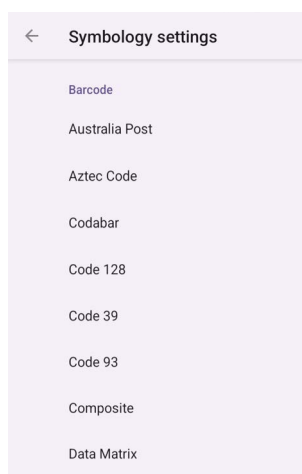 Symbology settings
Barcode
Australia Post
Aztec Code
Codabar
Code 128
Code 39
Code 93
Composite
Data Matrix